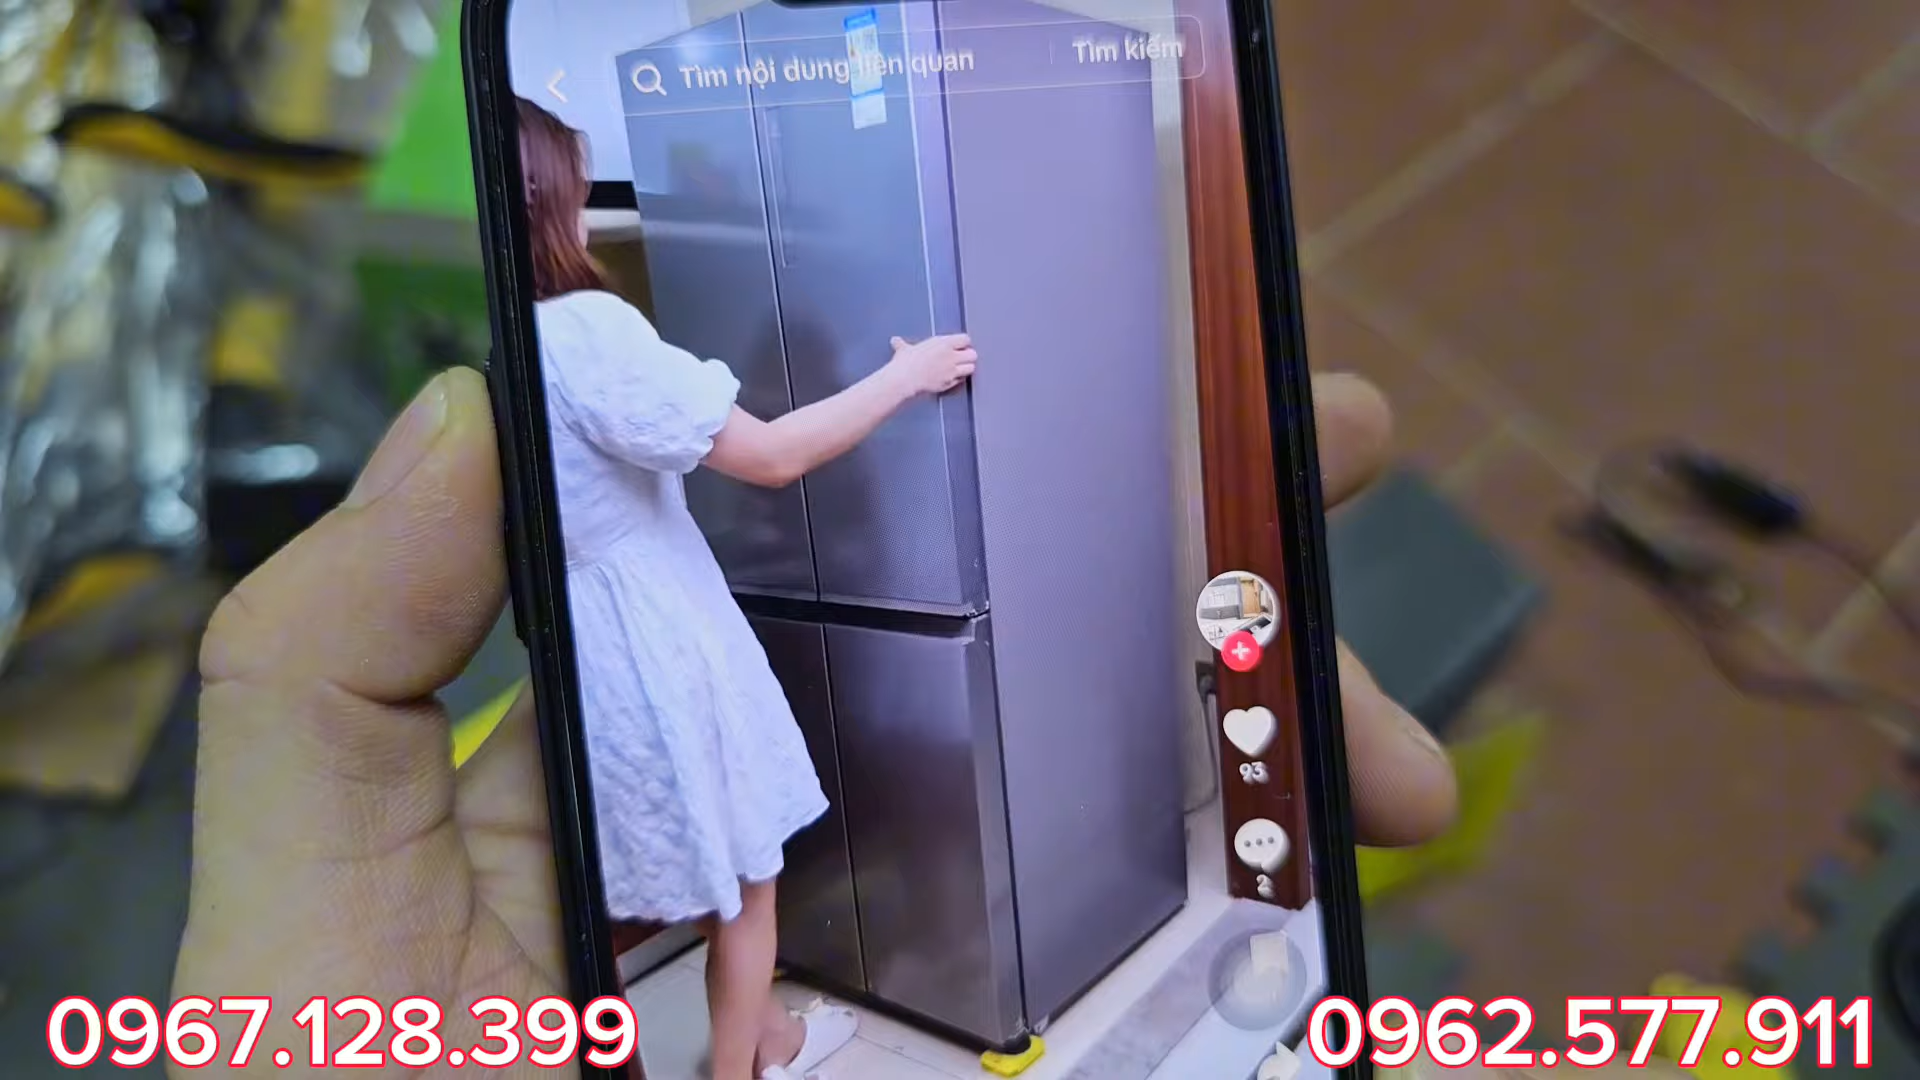 Tìm nội dung liên quan
Tìm kiếm
93
2
0967.128.399
0962.577.911